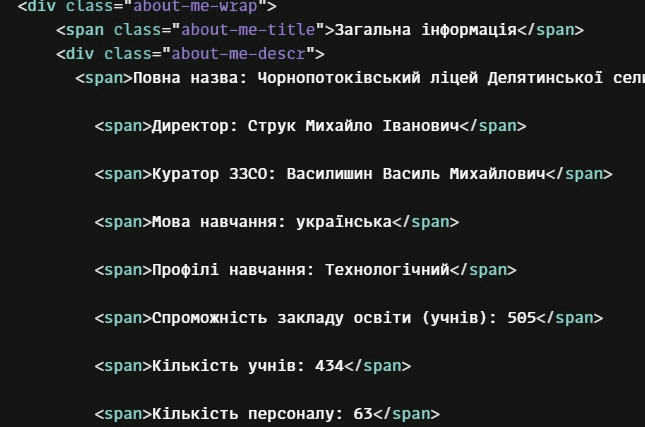 <div class="about-me-wrap">
<span class="about-me-title">Загальна інформація</span>
<div class="about-me-descr">
<span>Повна назва: Чорнопотоківський ліцей Делятинської
<span>Директор: Струк Михайло Іванович</span>
<span>Куратор ЗЗСО: Василишин Василь Михайлович</span>
<span>Мова навчання: українська</span>
<span>Профілі навчання: Технологічний</span>
<span>Спроможність закладу освіти (учнів): 505</span>
<span>Кількість учнів: 434</span>
<span>Кількість персоналу: 63</span>